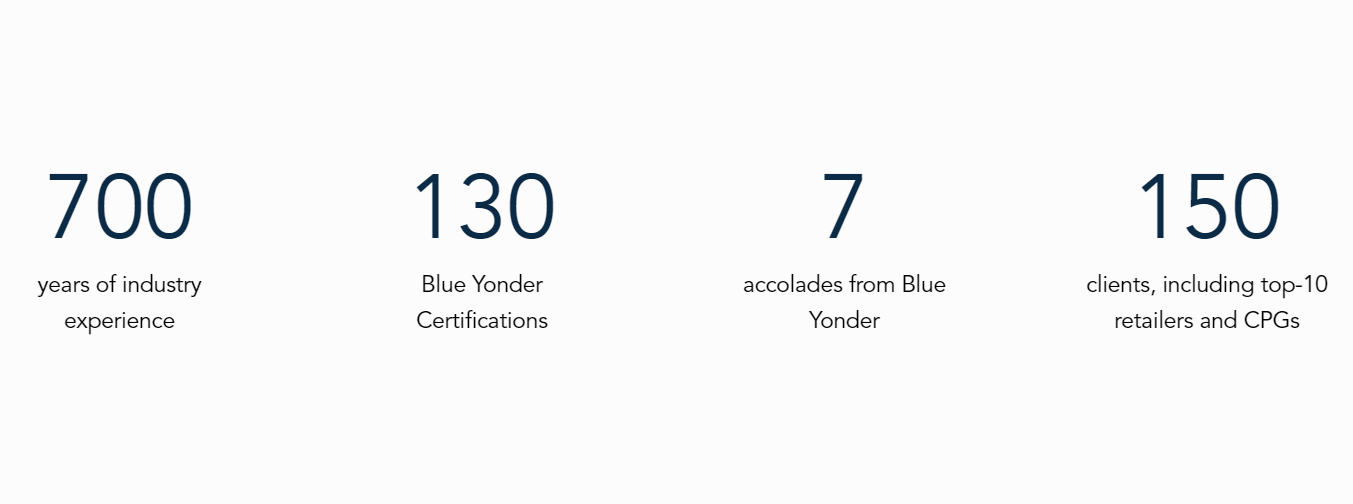 700
years of industry
experience
130
Blue Yonder
Certifications
7
accolades from Blue
Yonder
150
clients, including top-10
retailers and CPGs